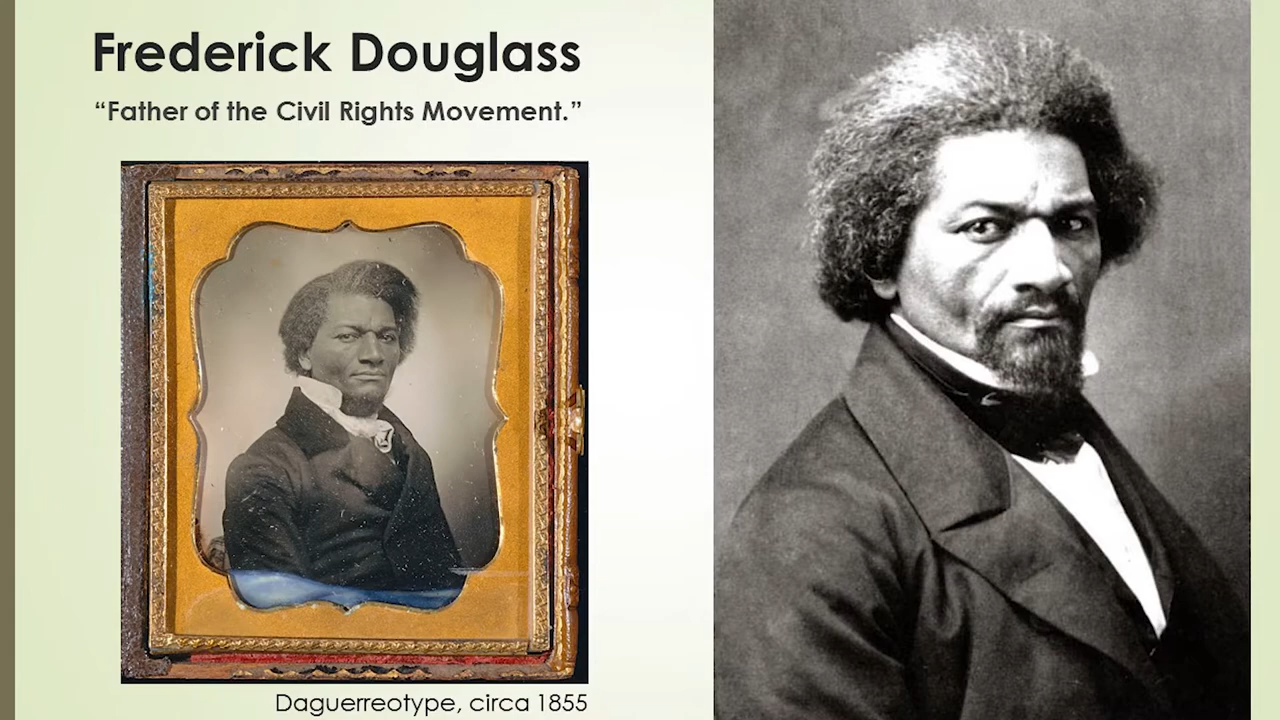 Frederick Douglass
“Father of the Civil Rights Movement.”
Daguerreotype, circa 1855